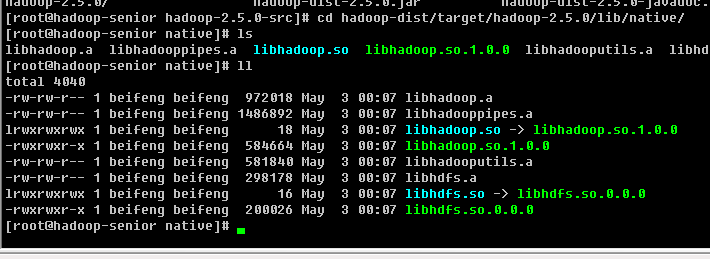 hadoop-2.5.0/ hadoop-dist-2.5.0.jar hadoop-dist-2.5.0-javadoc.
[root@hadoop-senior hadoop-2.5.0-src]# cd hadoop-dist/target/hadoop-2.5.0/lib/native/
[root@hadoop-senior native]# ls
libhadoop.a libhadooppipes.a libhadoop.so libhadoop.so.1.0.0 libhadooputils.a libhd
[root@hadoop-senior native]# ll
total 4040
-rw-rw-r-- 1 beifeng beifeng 972018 May 3 00:07 libhadoop.a
-rw-rw-r-- 1 beifeng beifeng 1486892 May 3 00:07 libhadooppipes.a
lrwxrwxrwx 1 beifeng beifeng 18 May 3 00:07 libhadoop.so -> libhadoop.so.1.0.0
-rwxrwxr-x 1 beifeng beifeng 584664 May 3 00:07 libhadoop.so.1.0.0
-rw-rw-r-- 1 beifeng beifeng 581840 May 3 00:07 libhadooputils.a
-rw-rw-r-- 1 beifeng beifeng 298178 May 3 00:07 libhdfs.a
lrwxrwxrwx 1 beifeng beifeng 16 May 3 00:07 libhdfs.so -> libhdfs.so.0.0.0
-rwxrwxr-x 1 beifeng beifeng 200026 May 3 00:07 libhdfs.so.0.0.0
[root@hadoop-senior native]#